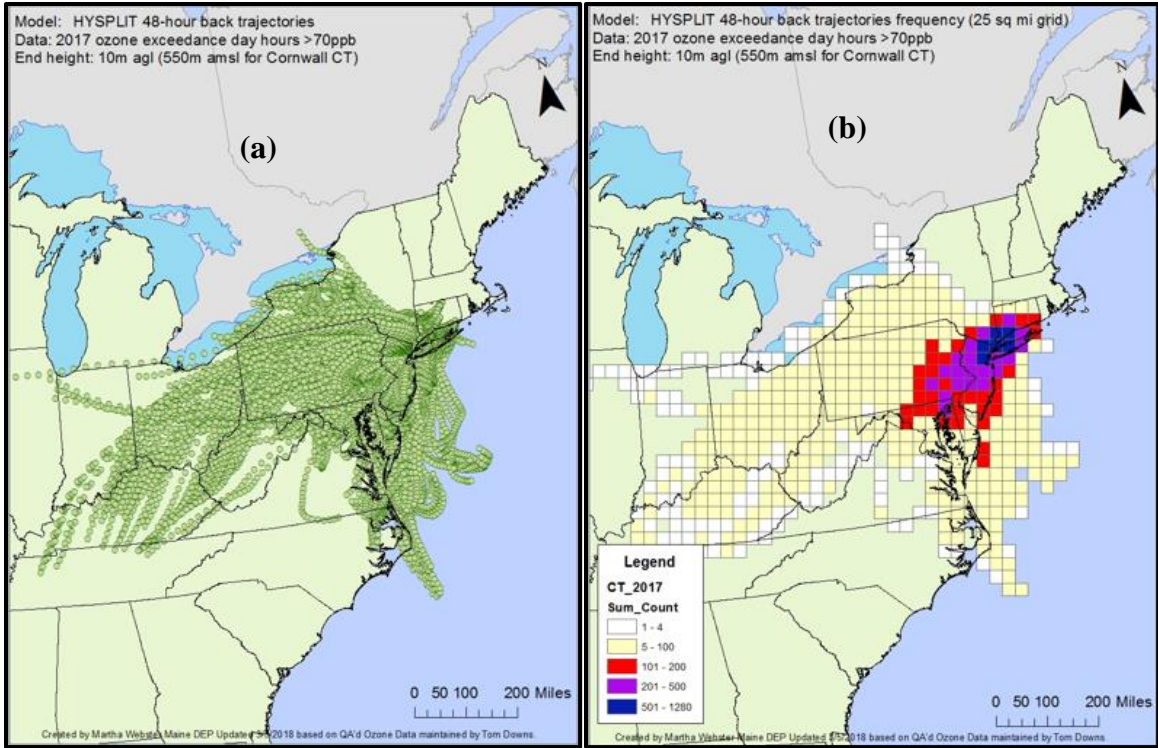 Model: HYSPLIT 48-hour back trajectories
Data: 2017 ozone exceedance day hours >70ppb
End height: 10m agl (550m amsl for Cornwall CT)
N
(a)
0 50 100 200 Miles
Created by Martha Webster Maine DEP Updated 5/5/2018 based on QA'd Ozone Data maintained by Tom Downs.
Model: HYSPLIT 48-hour back trajectories frequency (25 sq mi grid)
Data: 2017 ozone exceedance day hours >70ppb
End height: 10m agl (550m amsl for Cornwall CT)
N
(b)
Legend
CT_2017
Sum_Count
1 - 4
5 - 100
101 - 200
201 - 500
501 - 1280
0 50 100 200 Miles
Created by Martha Webster Maine DEP Updated 5/5/2018 based on QA'd Ozone Data maintained by Tom Downs.